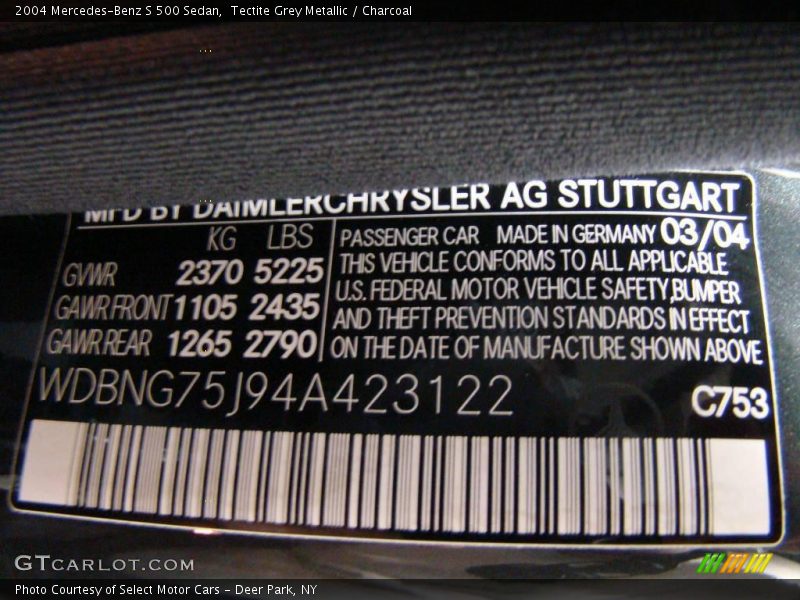 2004 Mercedes-Benz S 500 Sedan, Tectite Grey Metallic / Charcoal
MFD BY DAIMLERCHRYSLER AG STUTTGART
KG LBS
GVWR 2370 5225
GAWR FRONT 1105 2435
GAWR REAR 1265 2790
PASSENGER CAR MADE IN GERMANY 03/04
THIS VEHICLE CONFORMS TO ALL APPLICABLE
U.S. FEDERAL MOTOR VEHICLE SAFETY,BUMPER
AND THEFT PREVENTION STANDARDS IN EFFECT
ON THE DATE OF MANUFACTURE SHOWN ABOVE
WDBNG75J94A423122
C753
GTCARLOT.COM
Photo Courtesy of Select Motor Cars - Deer Park, NY